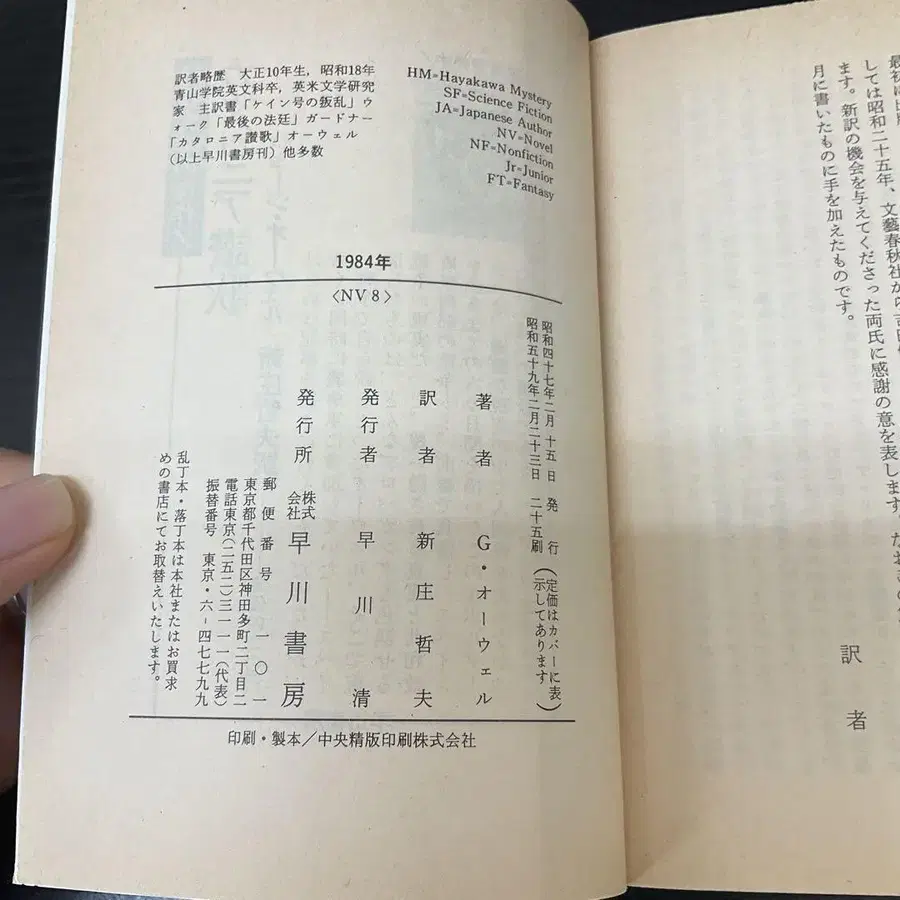 訳者略歴　大正10年生，昭和18年
青山学院英文科卒，英米文学研究
家　主訳書「ケイン号の叛乱」ウ
ォーク「最後の法廷」ガードナー
「カタロニア讃歌」オーウェル
（以上早川書房刊）他多数
HM=Hayakawa Mystery
SF=Science Fiction
JA=Japanese Author
NV=Novel
NF=Nonfiction
Jr=Junior
FT=Fantasy
1984年
〈NV8〉
昭和四十七年二月　十五日　発行
昭和五十九年二月二十三日　二十五刷
（定価はカバーに表
示してあります）
著者　G・オーウェル
訳者　新庄哲夫
発行者　早川　清
発行所　株式会社　早川書房
郵便番号　一〇一
東京都千代田区神田多町二丁目二
電話東京（二五二）三一一一（代表）
振替番号　東京・六－四七七九九
乱丁本・落丁本は本社またはお買求
めの書店にてお取替えいたします。
印刷・製本／中央精版印刷株式会社
しては昭和二十五年、文藝春秋社から
ます。新訳の機会を与えてくださった両氏に感謝の意を表します。
月に書いたものに手を加えたものです。
訳者